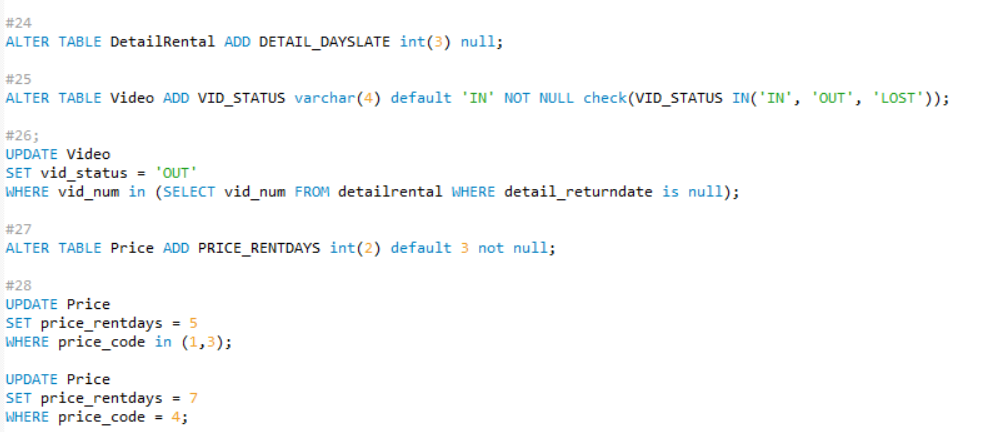 #24
ALTER TABLE DetailRental ADD DETAIL_DAYSLATE int(3) null;
#25
ALTER TABLE Video ADD VID_STATUS varchar(4) default 'IN' NOT NULL check(VID_STATUS IN('IN', 'OUT', 'LOST'));
#26;
UPDATE Video
SET vid_status = 'OUT'
WHERE vid_num in (SELECT vid_num FROM detailrental WHERE detail_returndate is null);
#27
ALTER TABLE Price ADD PRICE_RENTDAYS int(2) default 3 not null;
#28
UPDATE Price
SET price_rentdays = 5
WHERE price_code in (1,3);
UPDATE Price
SET price_rentdays = 7
WHERE price_code = 4;